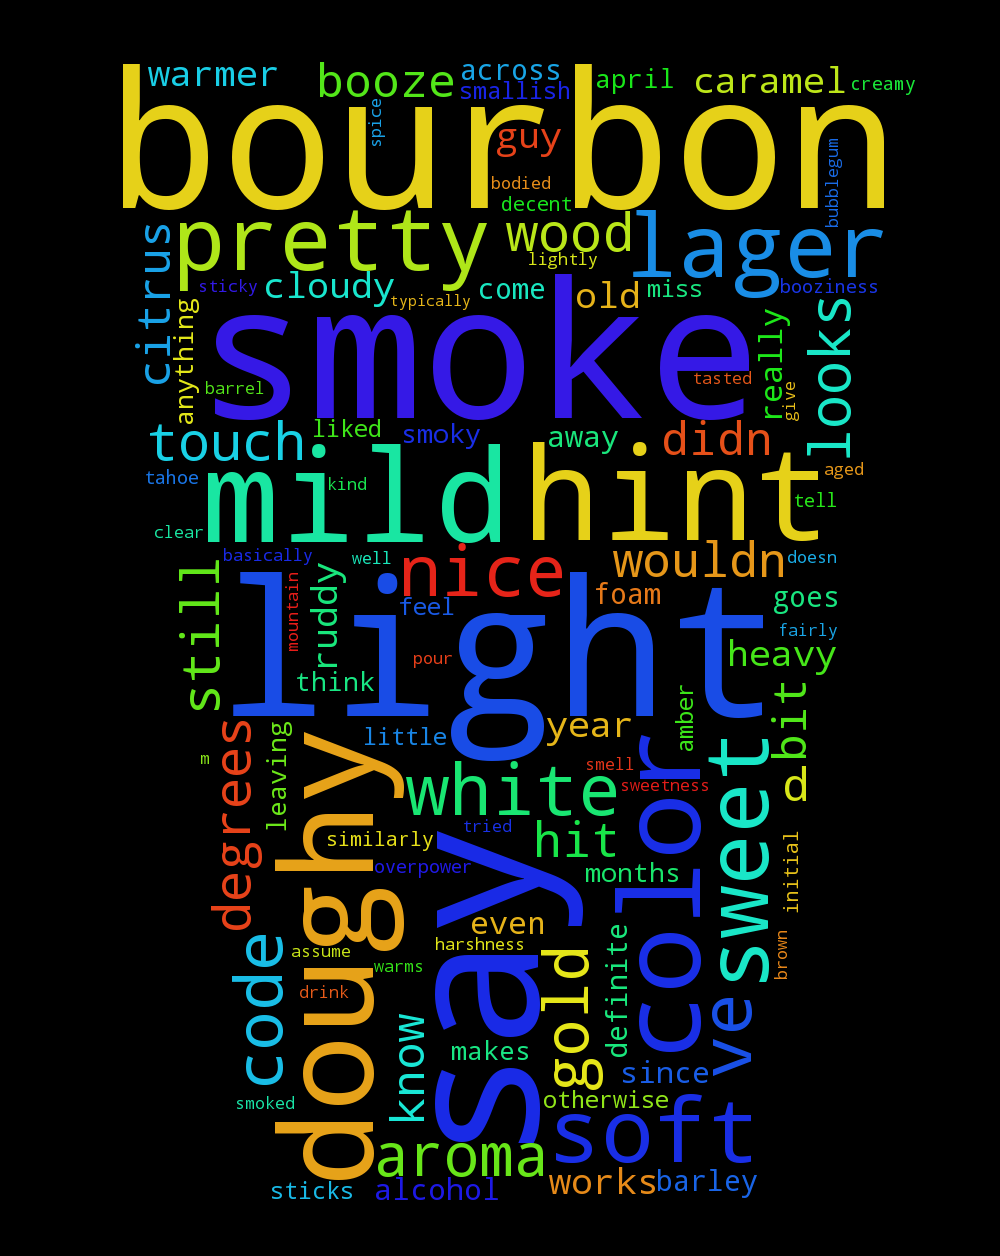 warmer
booze
across
smallish
april
caramel
creamy
bourbon
spice
guy
bodied
decent
bubblegum
citrus
pretty
wood
lightly
lager
sticky
cloudy
typically
come
old
miss
booziness
anything
smoke
really
looks
barrel
tasted
give
touch
liked
smoky
away
didn
tahoe
mild
kind
hint
aged
tell
clear
basically
well
nice
wouldn
doesn
still
mountain
ruddy
feel
foam
goes
light
fairly
pour
heavy
think
amber
bit
degrees
leaving
little
year
m
doughy
white
smell
sweetness
color
sweet
d
similarly
tried
hit
overpower
say
months
initial
even
code
assume
harshness
warms
gold
definite
brown
drink
know
makes
since
ve
smoked
otherwise
soft
aroma
sticks
alcohol
works
barley